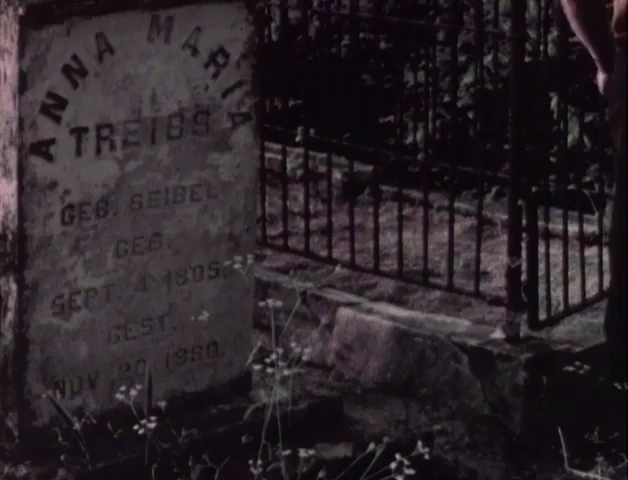 ANNA MARIA
TREIBS
GEB. SEIBEL
GEB.
SEPT. 4 1805.
GEST.
NOV. 20. 1880.